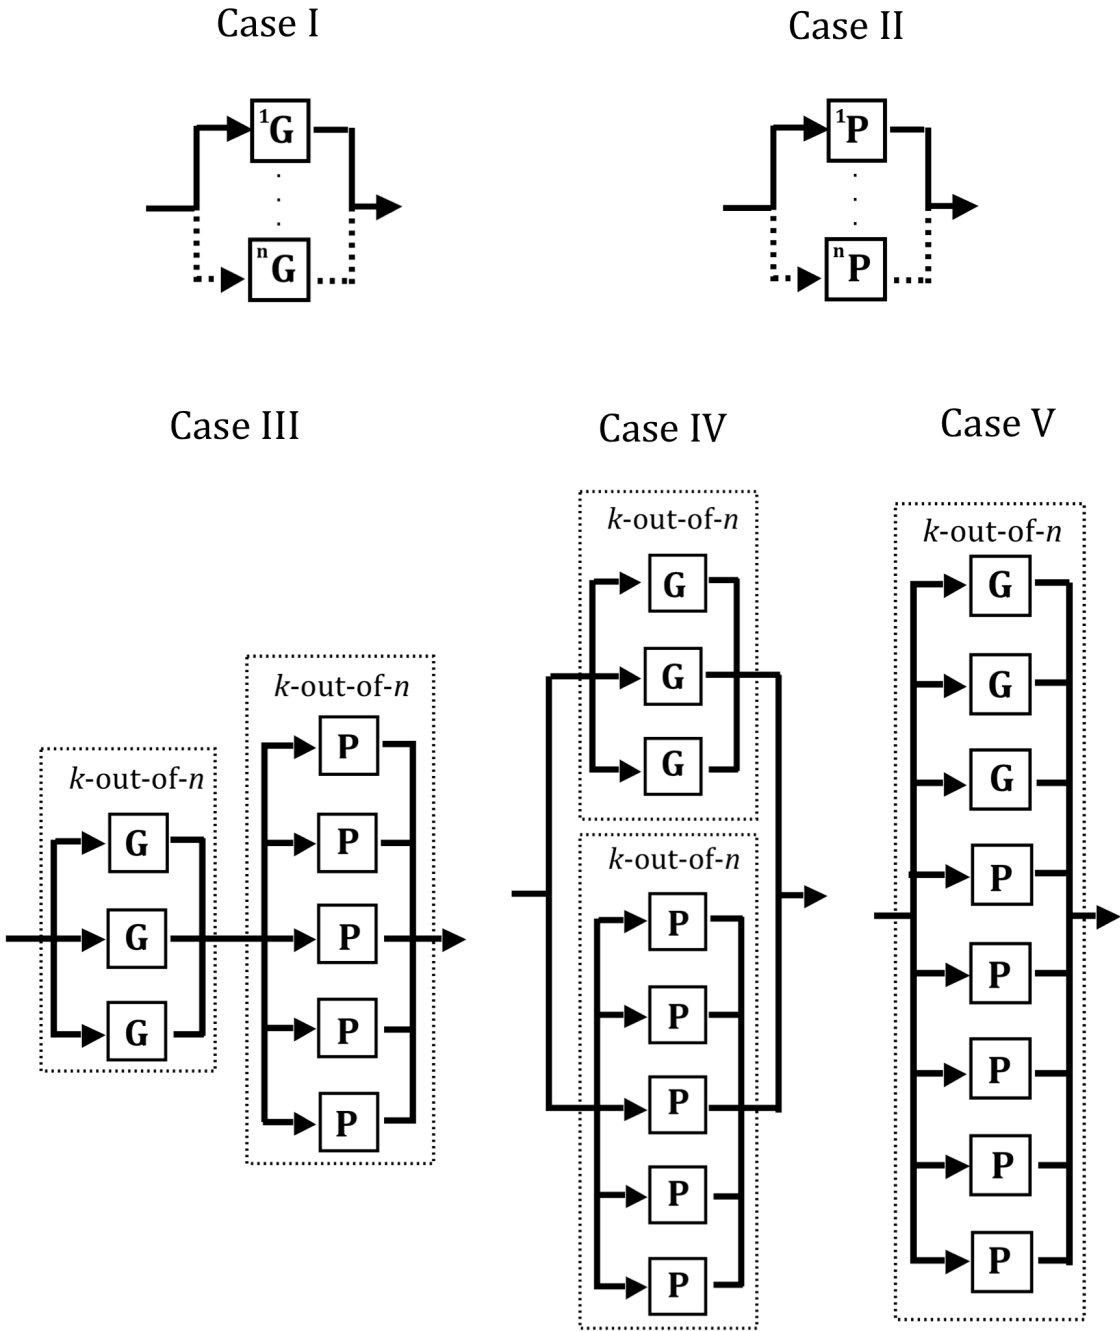 Case I
¹G
.
.
.
ⁿG
Case II
¹P
.
.
.
ⁿP
Case III
k-out-of-n
G
G
G
k-out-of-n
P
P
P
P
P
Case IV
k-out-of-n
G
G
G
k-out-of-n
P
P
P
P
P
Case V
k-out-of-n
G
G
G
P
P
P
P
P